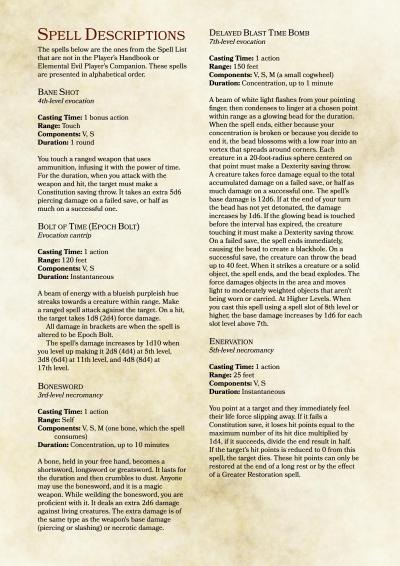 SPELL DESCRIPTIONS
The spells below are the ones from the Spell List
that are not in the Player's Handbook or
Elemental Evil Player's Companion. These spells
are presented in alphabetical order.
BANE SHOT
4th-level evocation
Casting Time: 1 bonus action
Range: Touch
Components: V, S
Duration: 1 round
You touch a ranged weapon that uses
ammunition, infusing it with the power of time.
For the duration, when you attack with the
weapon and hit, the target must make a
Constitution saving throw. It takes an extra 5d6
piercing damage on a failed save, or half as
much on a successful one.
BOLT OF TIME (EPOCH BOLT)
Evocation cantrip
Casting Time: 1 action
Range: 120 feet
Components: V, S
Duration: Instantaneous
A beam of energy with a blueish purpleish hue
streaks towards a creature within range. Make
a ranged spell attack against the target. On a hit,
the target takes 1d8 (2d4) force damage.
All damage in brackets are when the spell is
altered to be Epoch Bolt.
The spell's damage increases by 1d10 when
you level up making it 2d8 (4d4) at 5th level,
3d8 (6d4) at 11th level, and 4d8 (8d4) at
17th level.
BONESWORD
3rd-level necromancy
Casting Time: 1 action
Range: Self
Components: V, S, M (one bone, which the spell
consumes)
Duration: Concentration, up to 10 minutes
A bone, held in your free hand, becomes a
shortsword, longsword or greatsword. It lasts for
the duration and then crumbles to dust. Anyone
may use the bonesword, and it is a magic
weapon. While weilding the bonesword, you are
proficient with it. It deals an extra 2d6 damage
against living creatures. The extra damage is of
the same type as the weapon's base damage
(piercing or slashing) or necrotic damage.
DELAYED BLAST TIME BOMB
7th-level evocation
Casting Time: 1 action
Range: 150 feet
Components: V, S, M (a small cogwheel)
Duration: Concentration, up to 1 minute
A beam of white light flashes from your pointing
finger, then condenses to linger at a chosen point
within range as a glowing bead for the duration.
When the spell ends, either because your
concentration is broken or because you decide to
end it, the bead blossoms with a low roar into an
vortex that spreads around corners. Each
creature in a 20-foot-radius sphere centered on
that point must make a Dexterity saving throw.
A creature takes force damage equal to the total
accumulated damage on a failed save, or half as
much damage on a successful one. The spell's
base damage is 12d6. If at the end of your turn
the bead has not yet detonated, the damage
increases by 1d6. If the glowing bead is touched
before the interval has expired, the creature
touching it must make a Dexterity saving throw.
On a failed save, the spell ends immediately,
causing the bead to create a blackhole. On a
successful save, the creature can throw the bead
up to 40 feet. When it strikes a creature or a solid
object, the spell ends, and the bead explodes. The
force damages objects in the area and moves
light to moderately weighted objects that aren't
being worn or carried. At Higher Levels. When
you cast this spell using a spell slot of 8th level or
higher, the base damage increases by 1d6 for each
slot level above 7th.
ENERVATION
5th-level necromancy
Casting Time: 1 action
Range: 25 feet
Components: V, S
Duration: Instantaneous
You point at a target and they immediately feel
their life force slipping away. If it fails a
Constitution save, it loses hit points equal to the
maximum number of its hit dice multiplied by
1d4, if it succeeds, divide the end result in half.
If the target's hit points is reduced to 0 from this
spell, the target dies. These hit points can only be
restored at the end of a long rest or by the effect
of a Greater Restoration spell.